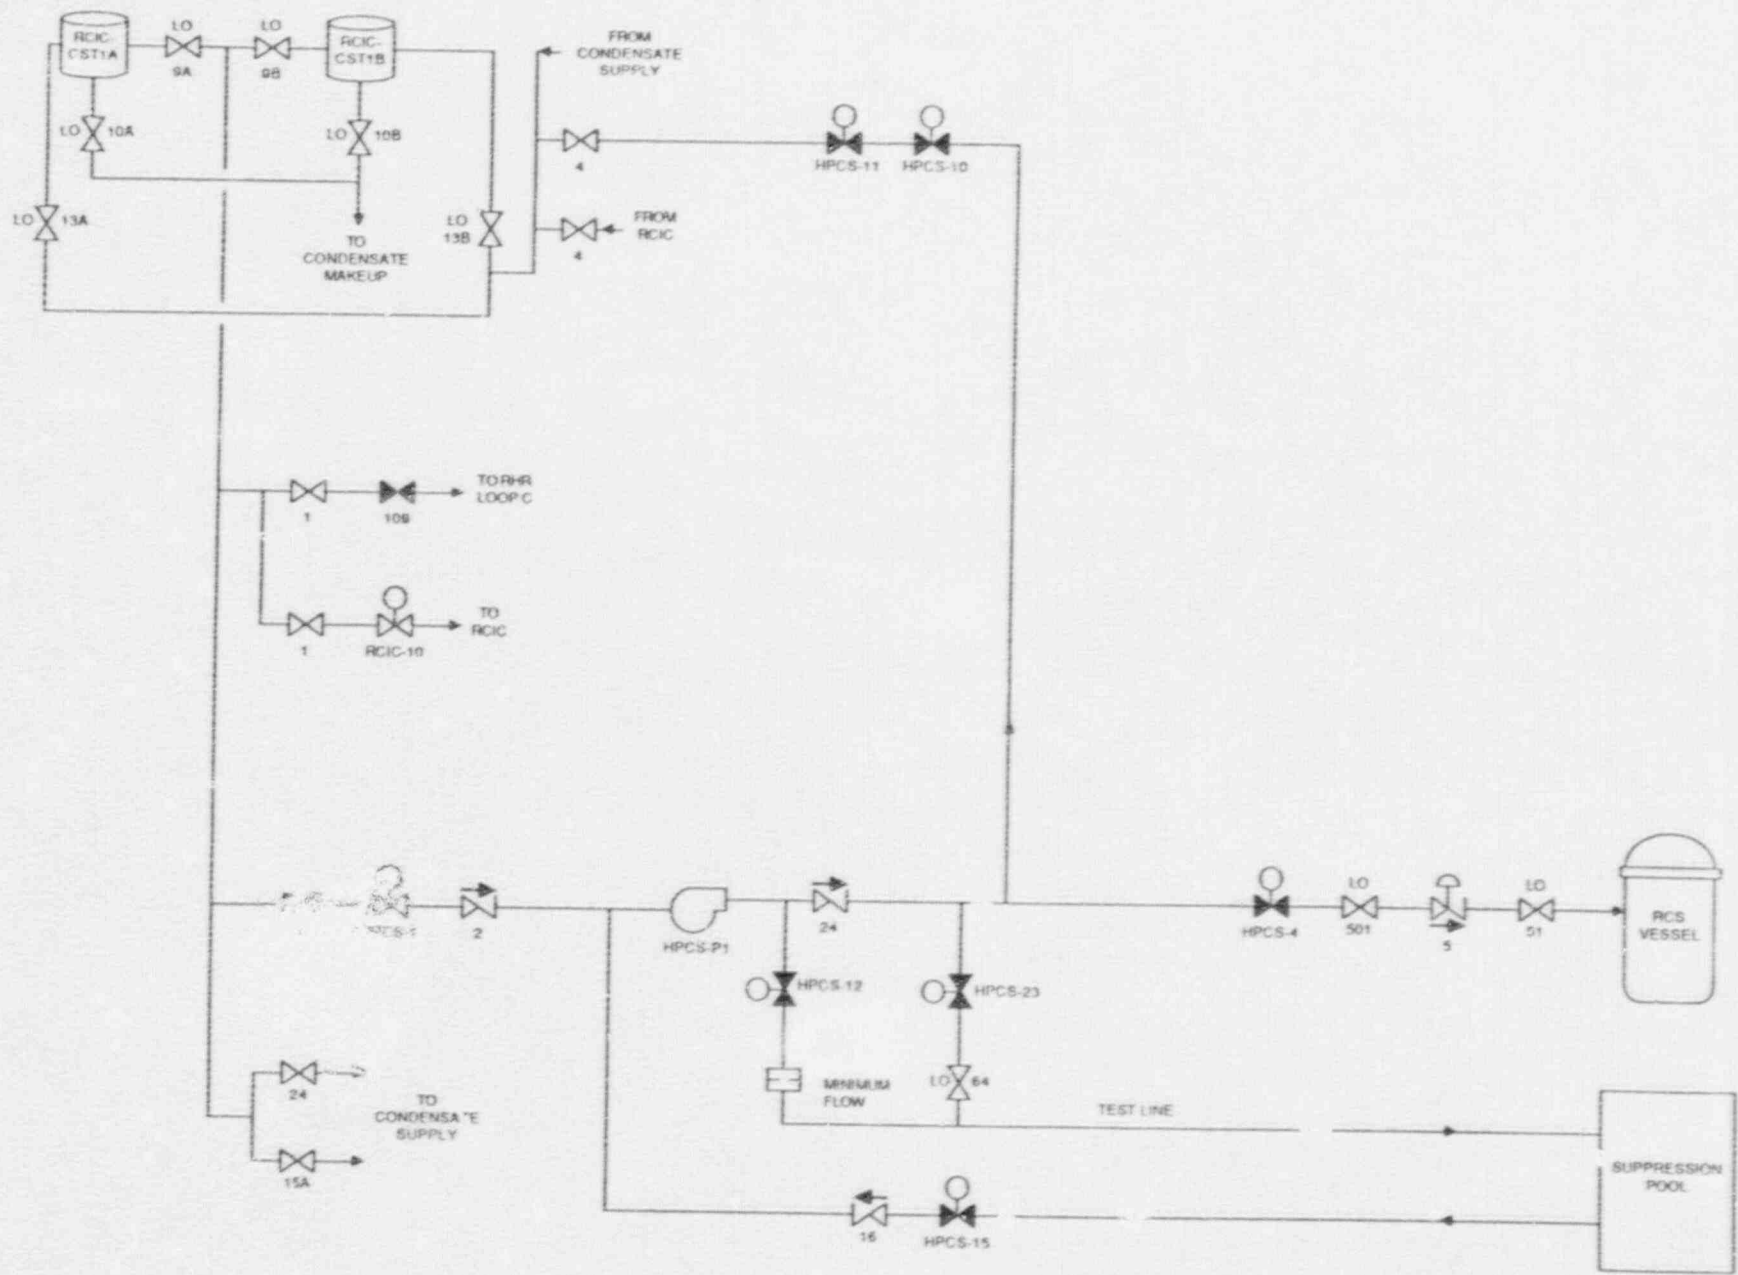 LO
LO
RCIC-
CST1A
RCIC-
CST1B
9A
9B
FROM
CONDENSATE
SUPPLY
LO
10A
LO
10B
HPCS-11
HPCS-10
4
LO
13A
LO
13B
FROM
RCIC
4
TO
CONDENSATE
MAKEUP
TO RHR
LOOP C
1
109
TO
RCIC
1
RCIC-10
2
HPCS-P1
24
HPCS-4
LO
501
5
LO
51
RCS
VESSEL
HPCS-12
HPCS-23
24
MINIMUM
FLOW
LO
64
TO
CONDENSATE
SUPPLY
TEST LINE
15A
SUPPRESSION
POOL
16
HPCS-15